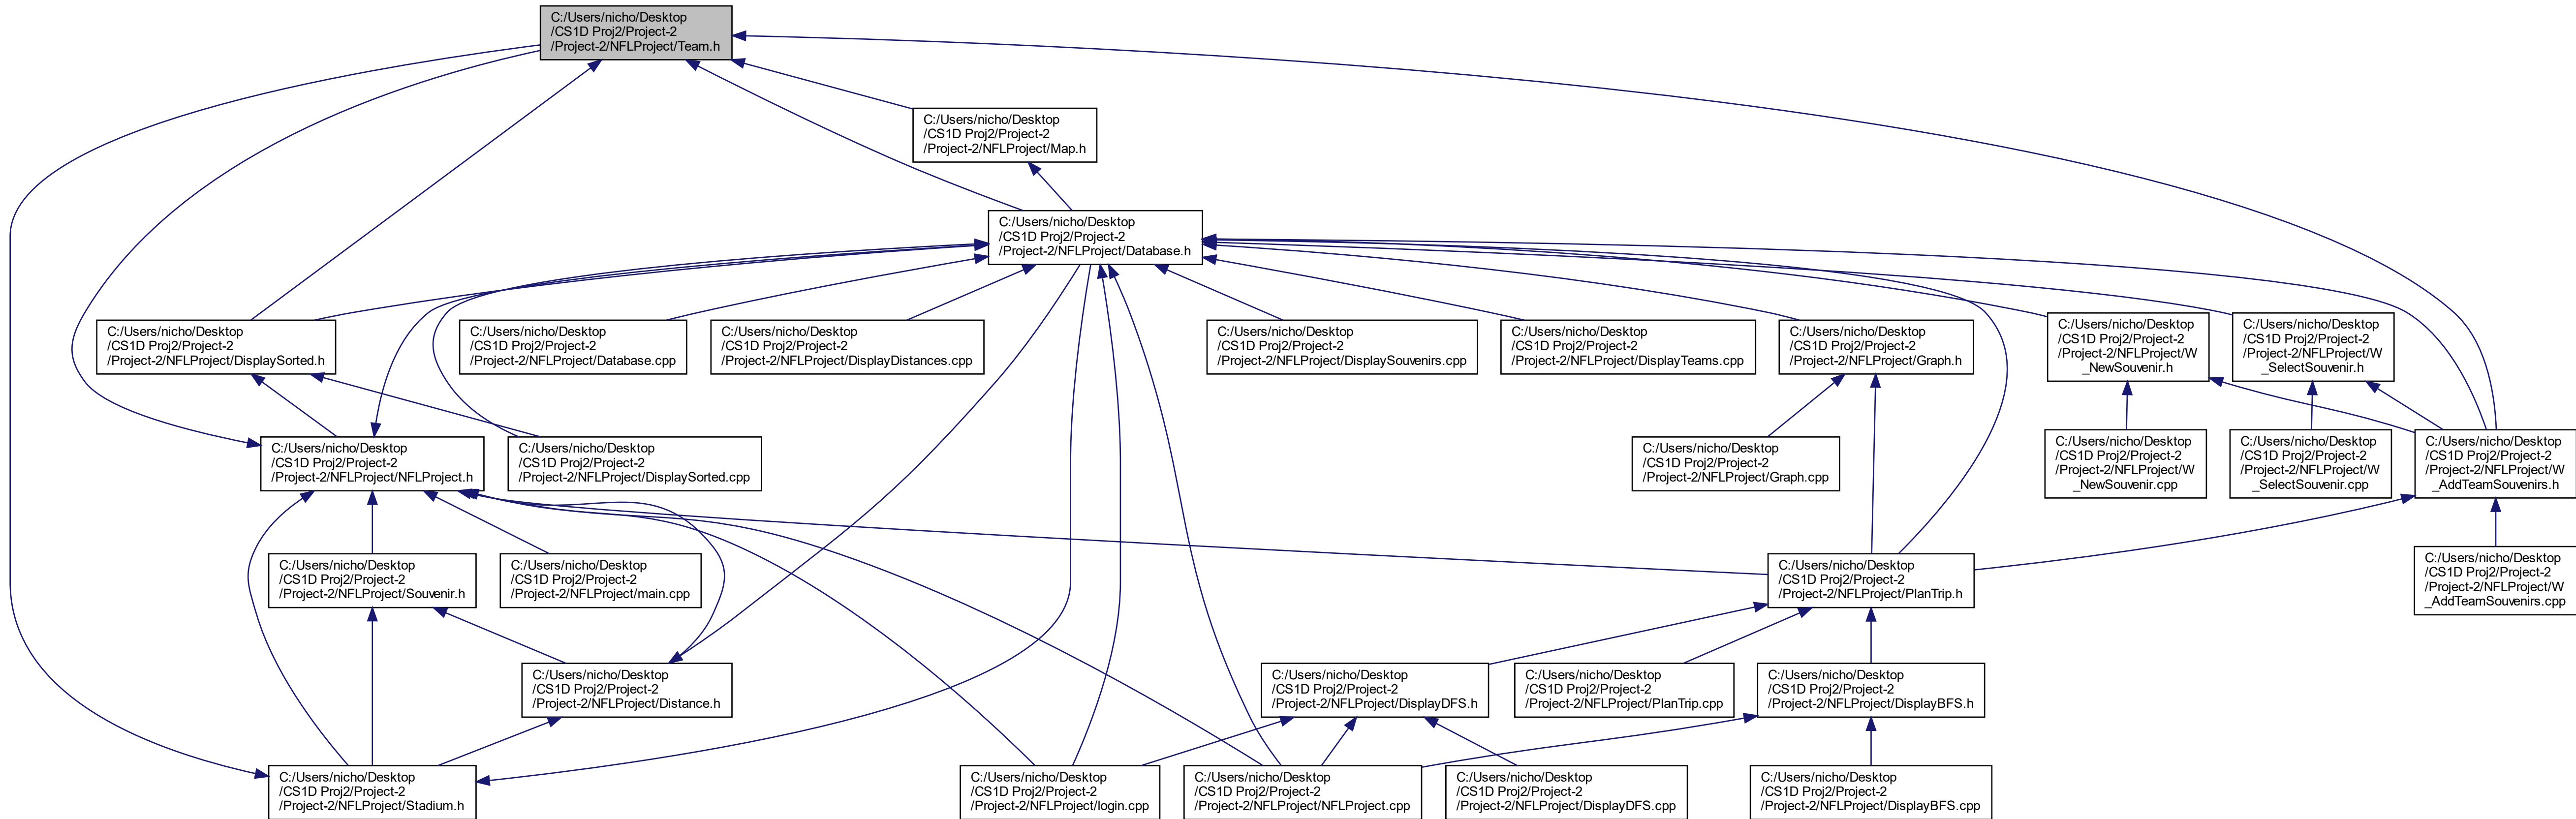 C:/Users/nicho/Desktop
/CS1D Proj2/Project-2
/Project-2/NFLProject/Team.h
C:/Users/nicho/Desktop
/CS1D Proj2/Project-2
/Project-2/NFLProject/Map.h
C:/Users/nicho/Desktop
/CS1D Proj2/Project-2
/Project-2/NFLProject/Database.h
C:/Users/nicho/Desktop
/CS1D Proj2/Project-2
/Project-2/NFLProject/DisplaySorted.h
C:/Users/nicho/Desktop
/CS1D Proj2/Project-2
/Project-2/NFLProject/Database.cpp
C:/Users/nicho/Desktop
/CS1D Proj2/Project-2
/Project-2/NFLProject/DisplayDistances.cpp
C:/Users/nicho/Desktop
/CS1D Proj2/Project-2
/Project-2/NFLProject/DisplaySouvenirs.cpp
C:/Users/nicho/Desktop
/CS1D Proj2/Project-2
/Project-2/NFLProject/DisplayTeams.cpp
C:/Users/nicho/Desktop
/CS1D Proj2/Project-2
/Project-2/NFLProject/Graph.h
C:/Users/nicho/Desktop
/CS1D Proj2/Project-2
/Project-2/NFLProject/W
_NewSouvenir.h
C:/Users/nicho/Desktop
/CS1D Proj2/Project-2
/Project-2/NFLProject/W
_SelectSouvenir.h
C:/Users/nicho/Desktop
/CS1D Proj2/Project-2
/Project-2/NFLProject/NFLProject.h
C:/Users/nicho/Desktop
/CS1D Proj2/Project-2
/Project-2/NFLProject/DisplaySorted.cpp
C:/Users/nicho/Desktop
/CS1D Proj2/Project-2
/Project-2/NFLProject/Graph.cpp
C:/Users/nicho/Desktop
/CS1D Proj2/Project-2
/Project-2/NFLProject/W
_NewSouvenir.cpp
C:/Users/nicho/Desktop
/CS1D Proj2/Project-2
/Project-2/NFLProject/W
_SelectSouvenir.cpp
C:/Users/nicho/Desktop
/CS1D Proj2/Project-2
/Project-2/NFLProject/W
_AddTeamSouvenirs.h
C:/Users/nicho/Desktop
/CS1D Proj2/Project-2
/Project-2/NFLProject/Souvenir.h
C:/Users/nicho/Desktop
/CS1D Proj2/Project-2
/Project-2/NFLProject/main.cpp
C:/Users/nicho/Desktop
/CS1D Proj2/Project-2
/Project-2/NFLProject/PlanTrip.h
C:/Users/nicho/Desktop
/CS1D Proj2/Project-2
/Project-2/NFLProject/W
_AddTeamSouvenirs.cpp
C:/Users/nicho/Desktop
/CS1D Proj2/Project-2
/Project-2/NFLProject/Distance.h
C:/Users/nicho/Desktop
/CS1D Proj2/Project-2
/Project-2/NFLProject/DisplayDFS.h
C:/Users/nicho/Desktop
/CS1D Proj2/Project-2
/Project-2/NFLProject/PlanTrip.cpp
C:/Users/nicho/Desktop
/CS1D Proj2/Project-2
/Project-2/NFLProject/DisplayBFS.h
C:/Users/nicho/Desktop
/CS1D Proj2/Project-2
/Project-2/NFLProject/Stadium.h
C:/Users/nicho/Desktop
/CS1D Proj2/Project-2
/Project-2/NFLProject/login.cpp
C:/Users/nicho/Desktop
/CS1D Proj2/Project-2
/Project-2/NFLProject/NFLProject.cpp
C:/Users/nicho/Desktop
/CS1D Proj2/Project-2
/Project-2/NFLProject/DisplayDFS.cpp
C:/Users/nicho/Desktop
/CS1D Proj2/Project-2
/Project-2/NFLProject/DisplayBFS.cpp